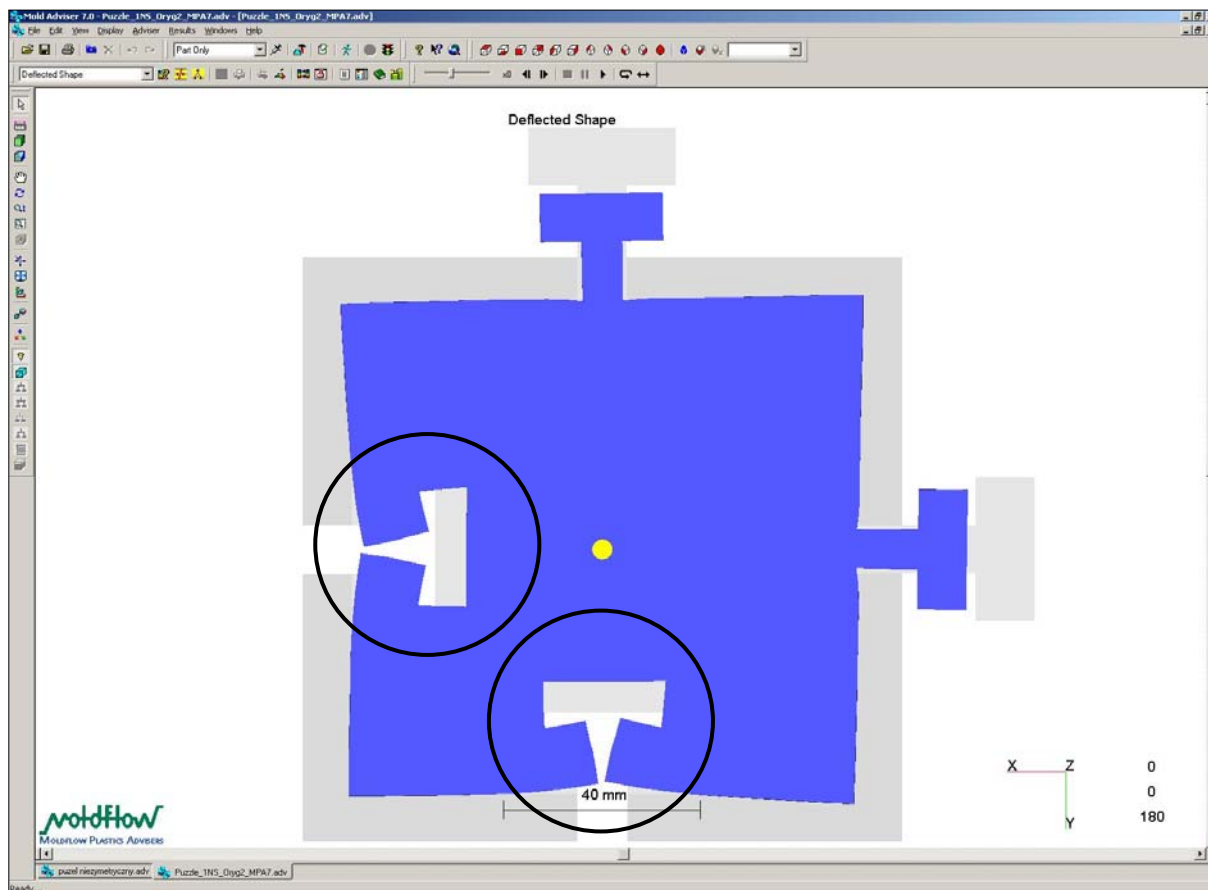 Mold Adviser 7.0 - Puzzle_1NS_Oryg2_MPA7.adv - [Puzzle_1NS_Oryg2_MPA7.adv]
File Edit View Display Adviser Results Windows Help
Part Only
Deflected Shape
Deflected Shape
40 mm
X Z 0
0
Y 180
moldflow
MOLDFLOW PLASTICS ADVISERS
puzel niezymetryczny.adv Puzzle_1NS_Oryg2_MPA7.adv
Ready